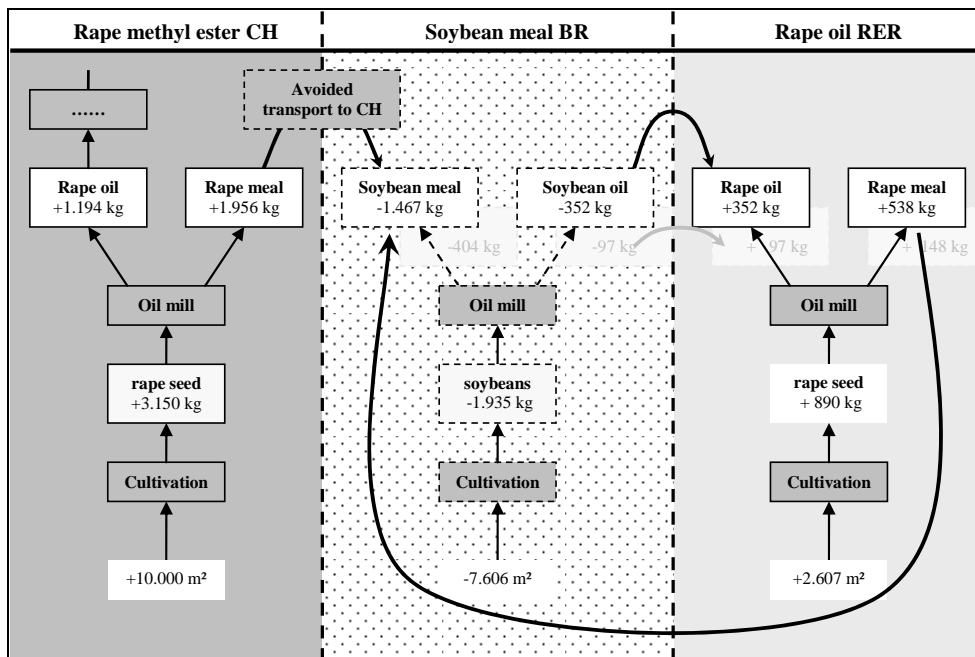 Rape methyl ester CH
Soybean meal BR
Rape oil RER
......
Avoided
transport to CH
Rape oil
+1.194 kg
Rape meal
+1.956 kg
Soybean meal
-1.467 kg
Soybean oil
-352 kg
Rape oil
+352 kg
Rape meal
+538 kg
-404 kg
-97 kg
97 kg
148 kg
Oil mill
Oil mill
Oil mill
rape seed
+3.150 kg
soybeans
-1.935 kg
rape seed
+ 890 kg
Cultivation
Cultivation
Cultivation
+10.000 m²
-7.606 m²
+2.607 m²